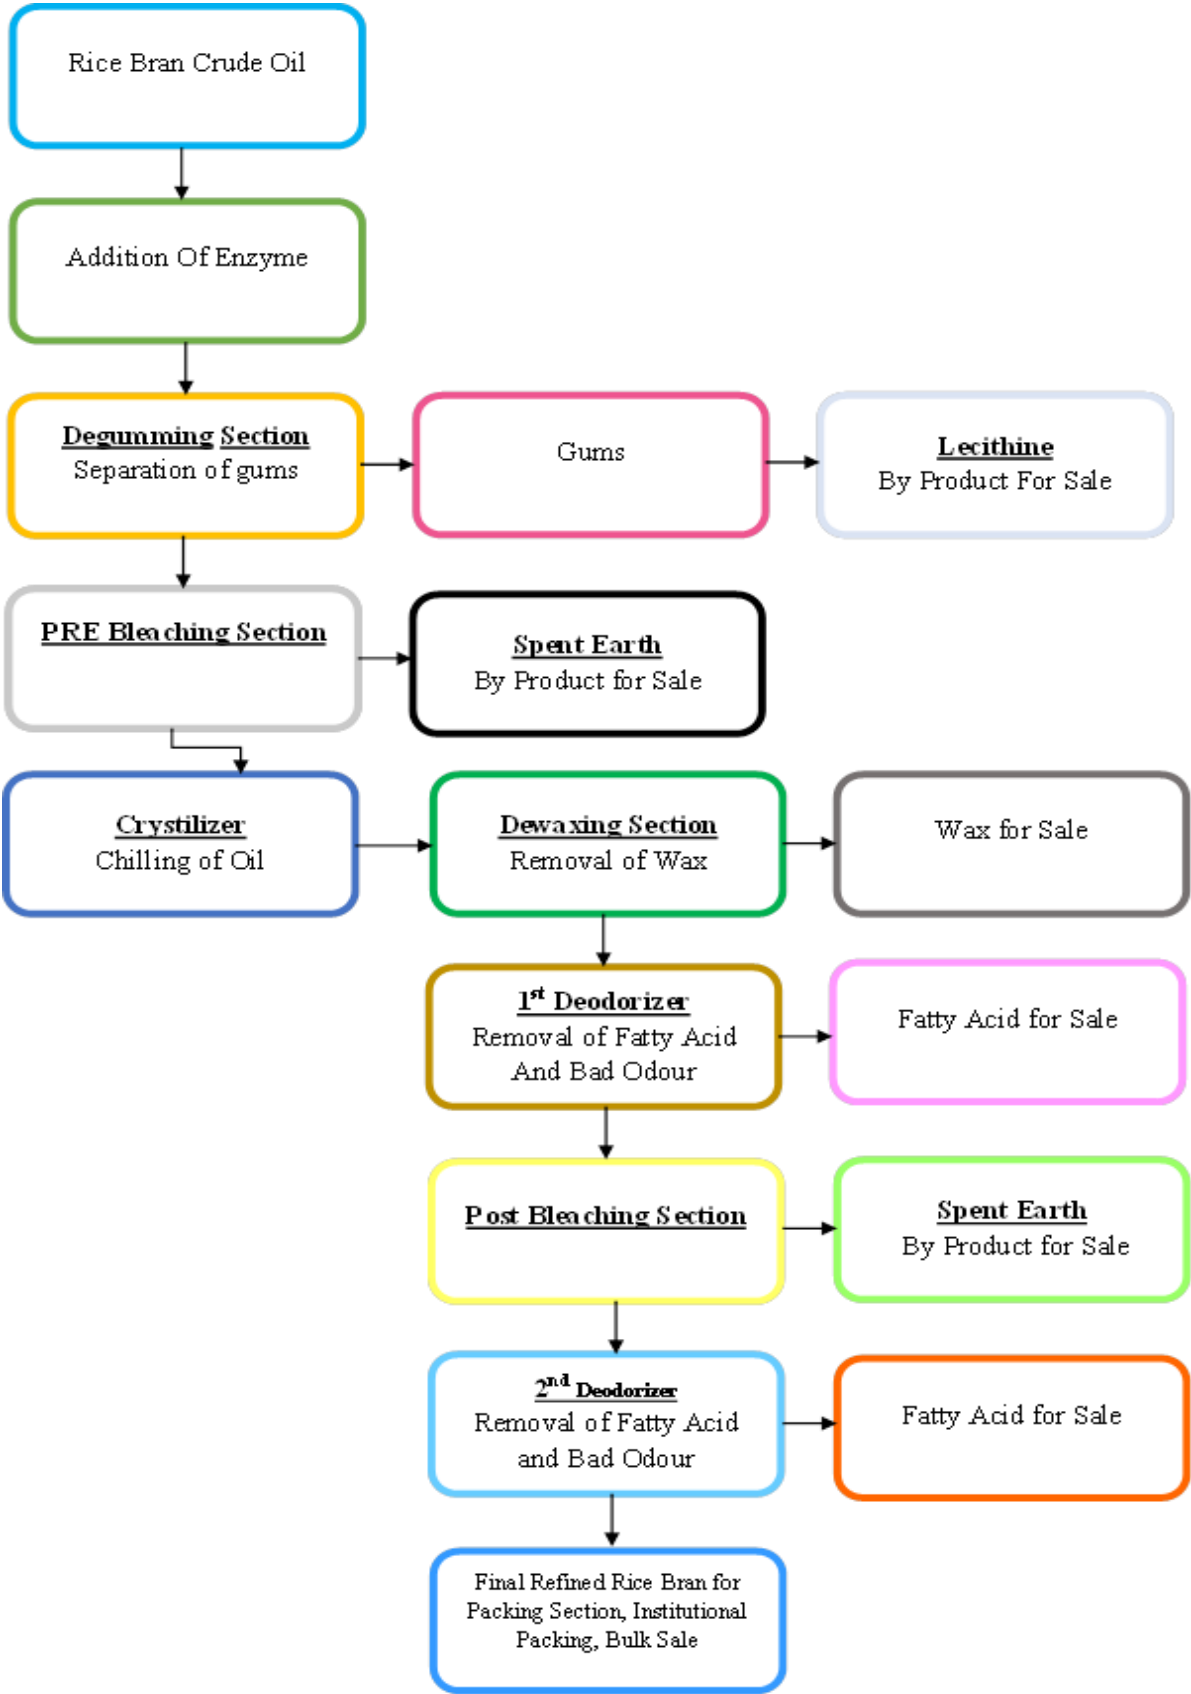 Rice Bran Crude Oil
Addition Of Enzyme
Degumming Section
Separation of gums
Gums
Lecithine
By Product For Sale
PRE Bleaching Section
Spent Earth
By Product for Sale
Crystilizer
Chilling of Oil
Dewaxing Section
Removal of Wax
Wax for Sale
1st Deodorizer
Removal of Fatty Acid
And Bad Odour
Fatty Acid for Sale
Post Bleaching Section
Spent Earth
By Product for Sale
2nd Deodorizer
Removal of Fatty Acid
and Bad Odour
Fatty Acid for Sale
Final Refined Rice Bran for
Packing Section, Institutional
Packing, Bulk Sale